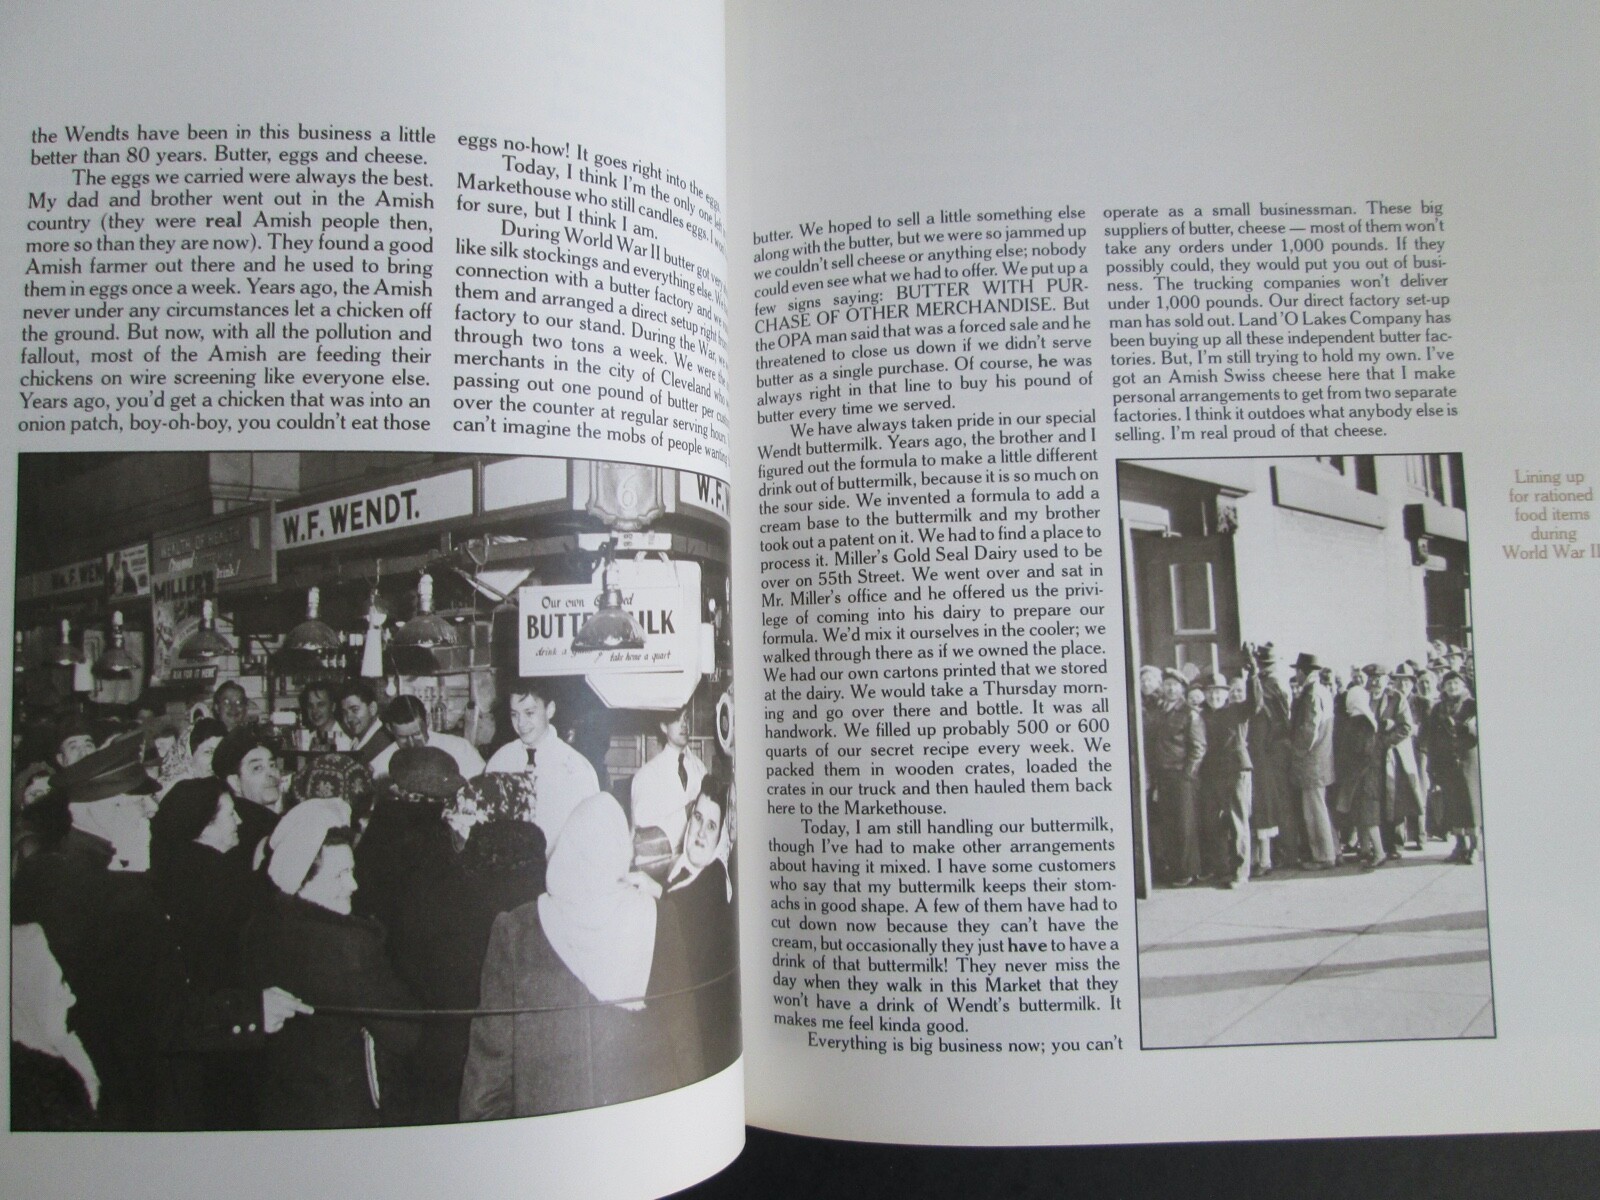 the Wendts have been in this business a little
better than 80 years. Butter, eggs and cheese.
The eggs we carried were always the best.
My dad and brother went out in the Amish
country (they were real Amish people then,
more so than they are now). They found a good
Amish farmer out there and he used to bring
them in eggs once a week. Years ago, the Amish
never under any circumstances let a chicken off
the ground. But now, with all the pollution and
fallout, most of the Amish are feeding their
chickens on wire screening like everyone else.
Years ago, you'd get a chicken that was into an
onion patch, boy-oh-boy, you couldn't eat those
eggs no-how! It goes right into the eggs.
Today, I think I'm the only one left
Markethouse who still candles eggs. I
for sure, but I think I am.
During World War II butter got
like silk stockings and everything else. We
connection with a butter factory and we
them and arranged a direct setup right from
factory to our stand. During the War, we
through two tons a week. We were the
merchants in the city of Cleveland who
passing out one pound of butter per
over the counter at regular serving hours.
can't imagine the mobs of people wanting
W.F. WENDT.
W.F.
W.F. WEN
WEALTH OF HEALTH
MILLER'S
Drink!
ASK FOR IT HERE
Our own
BUTTERMILK
drink a
take home a quart
butter. We hoped to sell a little something else
along with the butter, but we were so jammed up
we couldn't sell cheese or anything else; nobody
could even see what we had to offer. We put up a
few signs saying: BUTTER WITH PUR-
CHASE OF OTHER MERCHANDISE. But
the OPA man said that was a forced sale and he
threatened to close us down if we didn't serve
butter as a single purchase. Of course, he was
always right in that line to buy his pound of
butter every time we served.
We have always taken pride in our special
Wendt buttermilk. Years ago, the brother and I
figured out the formula to make a little different
drink out of buttermilk, because it is so much on
the sour side. We invented a formula to add a
cream base to the buttermilk and my brother
took out a patent on it. We had to find a place to
process it. Miller's Gold Seal Dairy used to be
over on 55th Street. We went over and sat in
Mr. Miller's office and he offered us the privi-
lege of coming into his dairy to prepare our
formula. We'd mix it ourselves in the cooler; we
walked through there as if we owned the place.
We had our own cartons printed that we stored
at the dairy. We would take a Thursday morn-
ing and go over there and bottle. It was all
handwork. We filled up probably 500 or 600
quarts of our secret recipe every week. We
packed them in wooden crates, loaded the
crates in our truck and then hauled them back
here to the Markethouse.
Today, I am still handling our buttermilk,
though I've had to make other arrangements
about having it mixed. I have some customers
who say that my buttermilk keeps their stom-
achs in good shape. A few of them have had to
cut down now because they can't have the
cream, but occasionally they just have to have a
drink of that buttermilk! They never miss the
day when they walk in this Market that they
won't have a drink of Wendt's buttermilk. It
makes me feel kinda good.
Everything is big business now; you can't
operate as a small businessman. These big
suppliers of butter, cheese — most of them won't
take any orders under 1,000 pounds. If they
possibly could, they would put you out of busi-
ness. The trucking companies won't deliver
under 1,000 pounds. Our direct factory set-up
man has sold out. Land 'O Lakes Company has
been buying up all these independent butter fac-
tories. But, I'm still trying to hold my own. I've
got an Amish Swiss cheese here that I make
personal arrangements to get from two separate
factories. I think it outdoes what anybody else is
selling. I'm real proud of that cheese.
Lining up
for rationed
food items
during
World War II